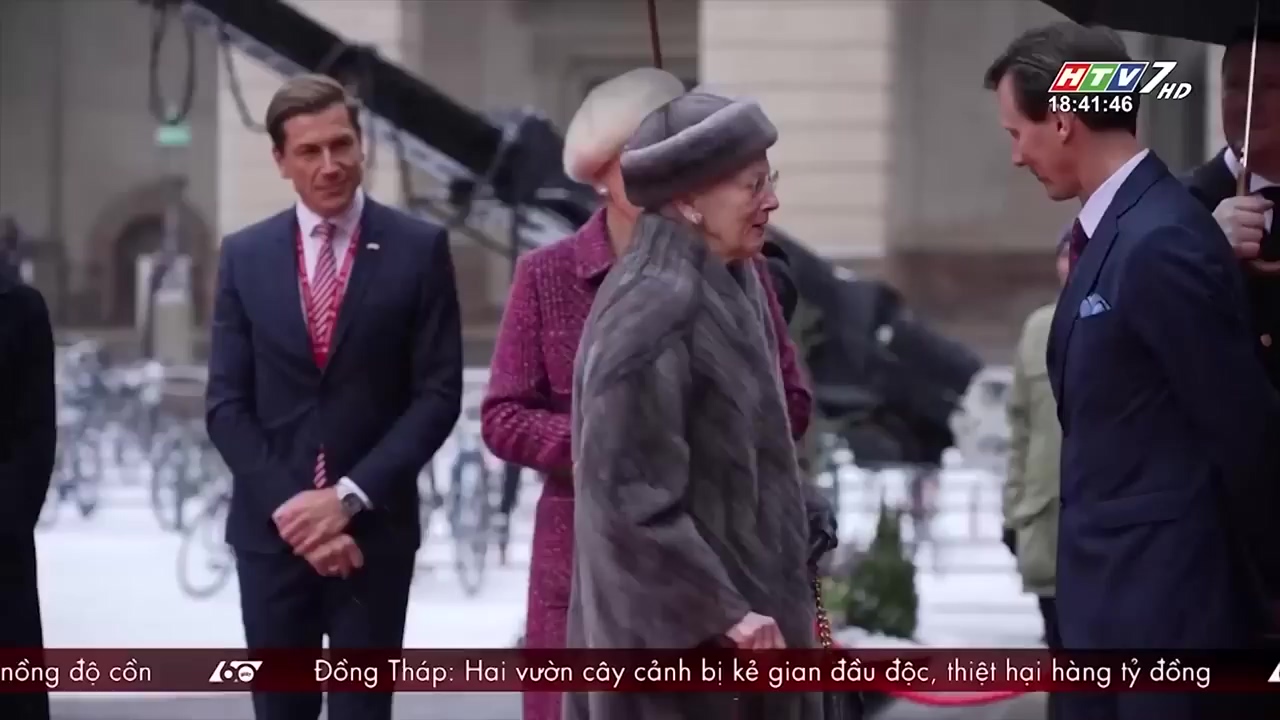 HTV7 HD
18:41:46
nồng độ cồn 60 Đồng Tháp: Hai vườn cây cảnh bị kẻ gian đầu độc, thiệt hại hàng tỷ đồng